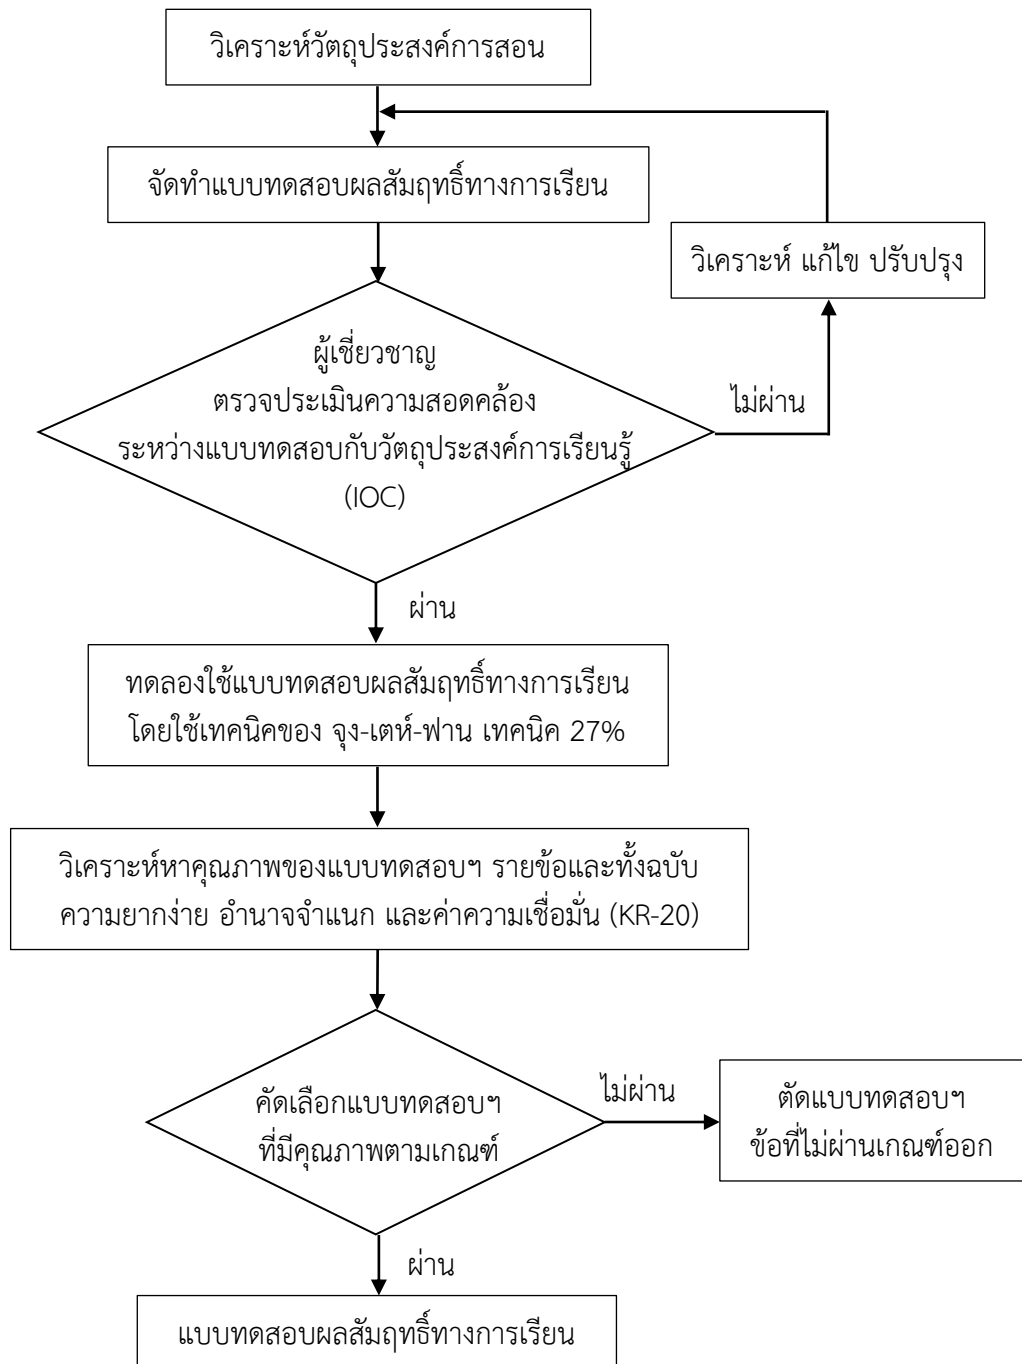 วิเคราะห์วัตถุประสงค์การสอน
จัดทำแบบทดสอบผลสัมฤทธิ์ทางการเรียน
วิเคราะห์ แก้ไข ปรับปรุง
ผู้เชี่ยวชาญ
ตรวจประเมินความสอดคล้อง
ระหว่างแบบทดสอบกับวัตถุประสงค์การเรียนรู้
(IOC)
ไม่ผ่าน
ผ่าน
ทดลองใช้แบบทดสอบผลสัมฤทธิ์ทางการเรียน
โดยใช้เทคนิคของ จุง-เตห์-ฟาน เทคนิค 27%
วิเคราะห์หาคุณภาพของแบบทดสอบฯ รายข้อและทั้งฉบับ
ความยากง่าย อำนาจจำแนก และค่าความเชื่อมั่น (KR-20)
คัดเลือกแบบทดสอบฯ
ที่มีคุณภาพตามเกณฑ์
ไม่ผ่าน
ตัดแบบทดสอบฯ
ข้อที่ไม่ผ่านเกณฑ์ออก
ผ่าน
แบบทดสอบผลสัมฤทธิ์ทางการเรียน